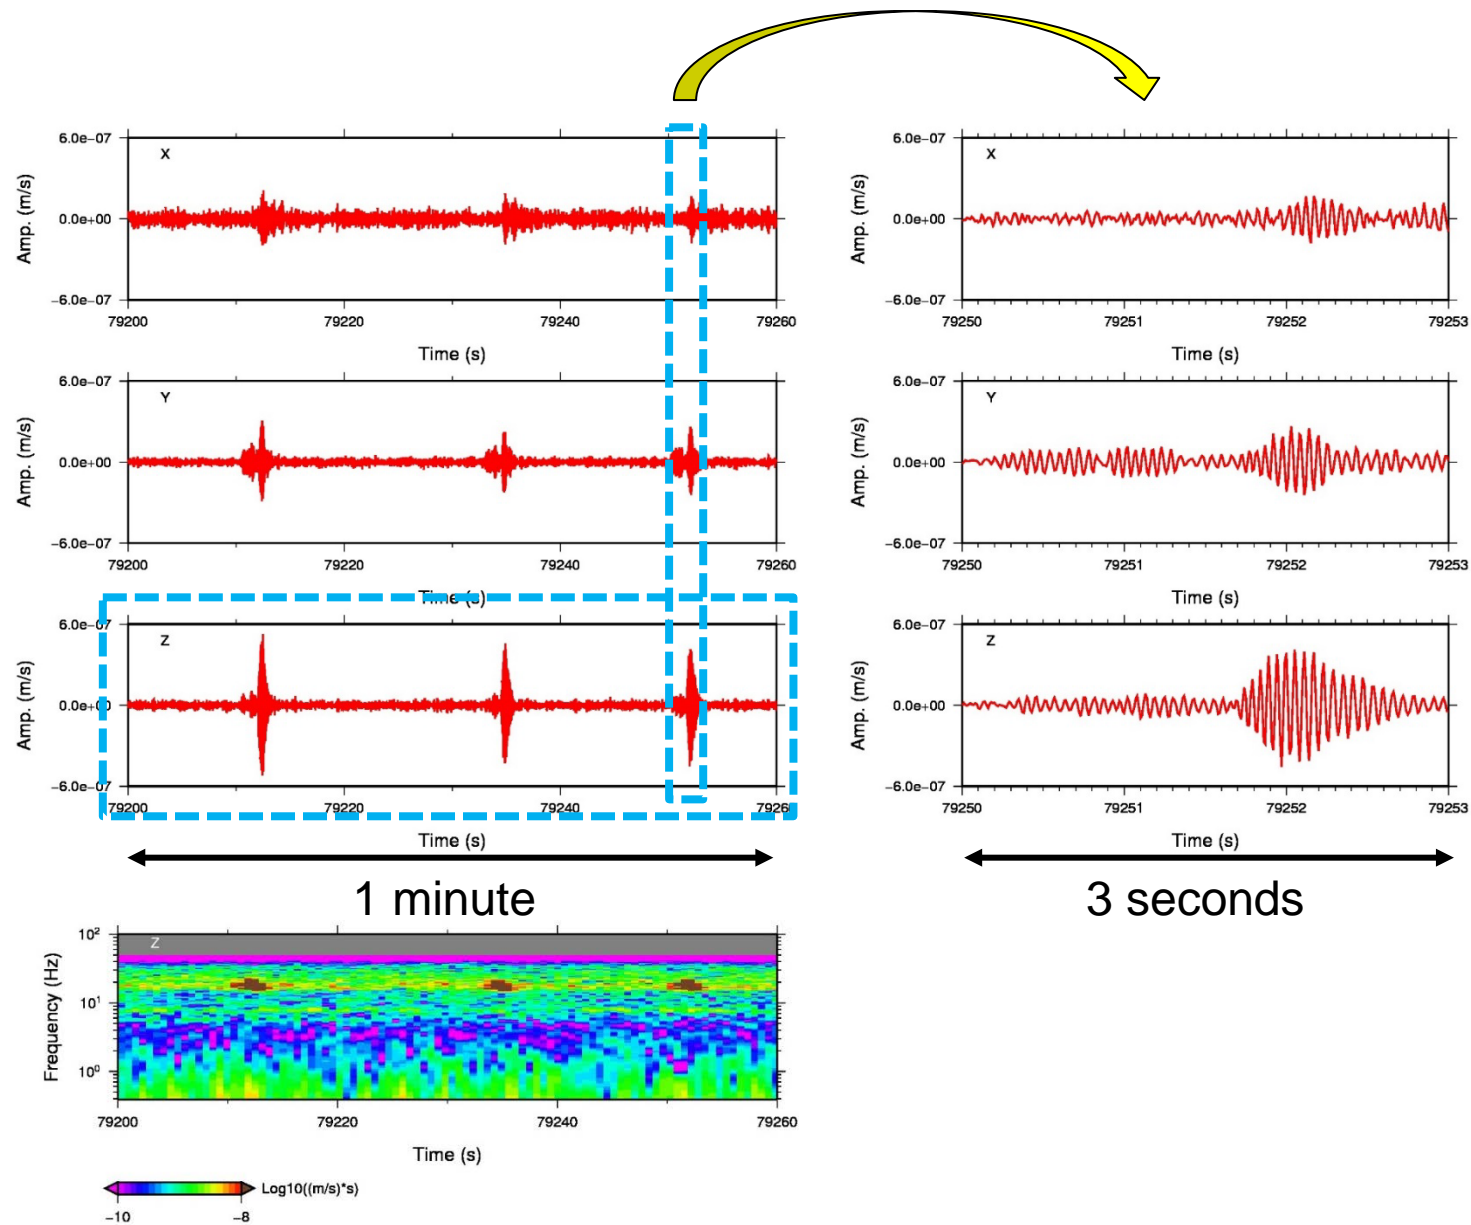 6.0e−07
X
Amp. (m/s)
0.0e+00
−6.0e−07
79200 79220 79240 79260
Time (s)
6.0e−07
Y
Amp. (m/s)
0.0e+00
−6.0e−07
79200 79220 79240 79260
Time (s)
6.0e−07
Z
Amp. (m/s)
0.0e+00
−6.0e−07
79200 79220 79240 79260
Time (s)
1 minute
6.0e−07
X
Amp. (m/s)
0.0e+00
−6.0e−07
79250 79251 79252 79253
Time (s)
6.0e−07
Y
Amp. (m/s)
0.0e+00
−6.0e−07
79250 79251 79252 79253
Time (s)
6.0e−07
Z
Amp. (m/s)
0.0e+00
−6.0e−07
79250 79251 79252 79253
Time (s)
3 seconds
10²
Z
Frequency (Hz)
10¹
10⁰
79200 79220 79240 79260
Time (s)
Log10((m/s)*s)
−10 −8